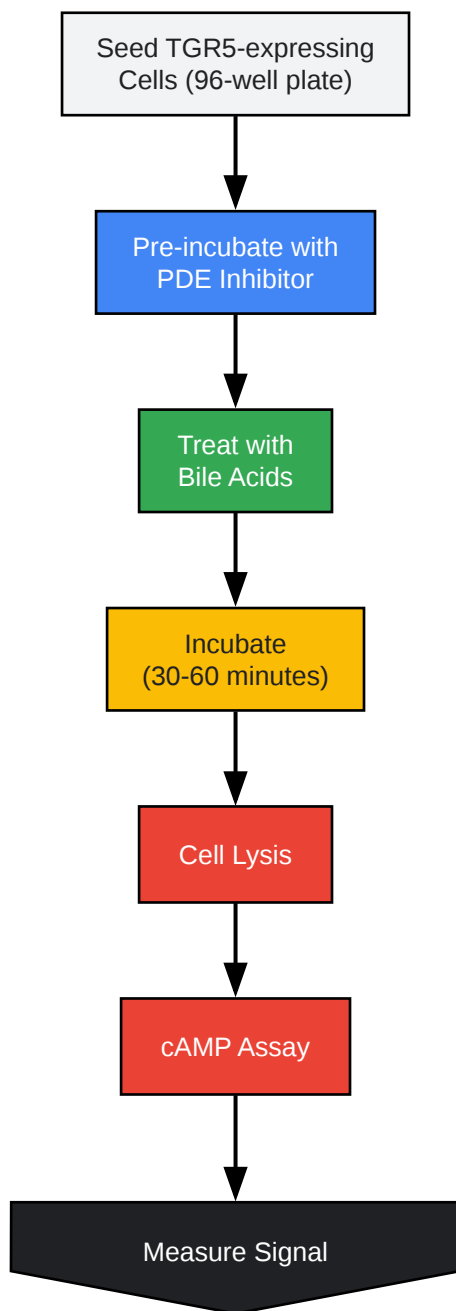 Seed TGR5-expressing
Cells (96-well plate)
Pre-incubate with
PDE Inhibitor
Treat with
Bile Acids
Incubate
(30-60 minutes)
Cell Lysis
cAMP Assay
Measure Signal